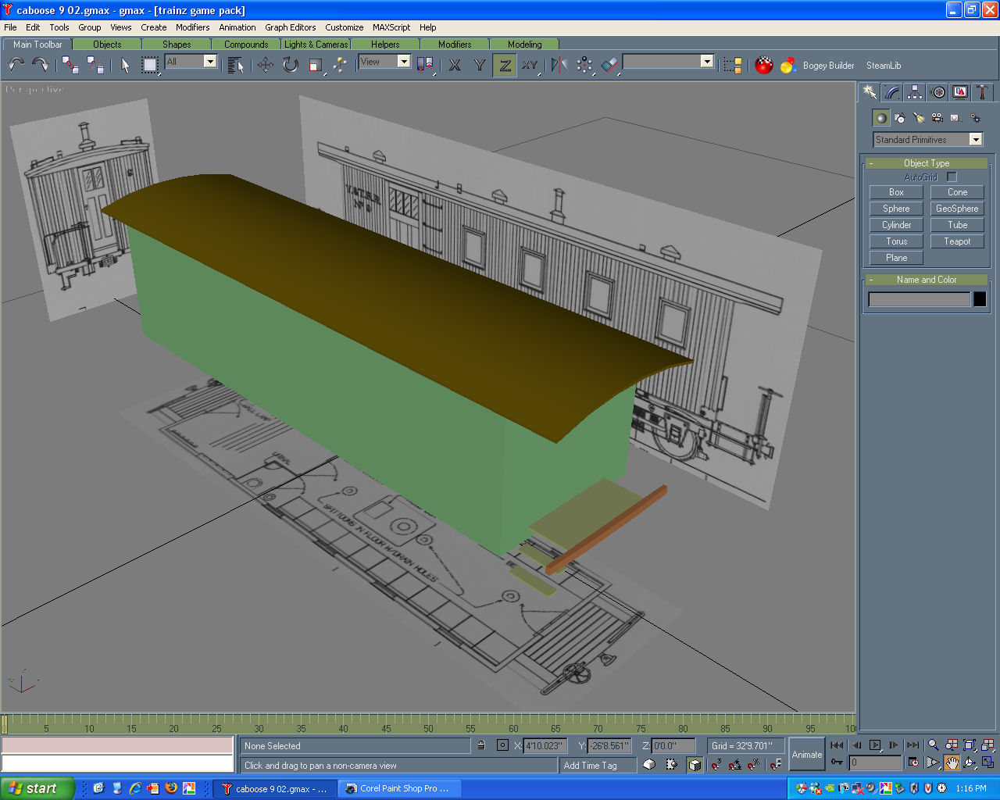 caboose 9 02.gmax - gmax - [trainz game pack]
File Edit Tools Group Views Create Modifiers Animation Graph Editors Customize MAXScript Help
Main Toolbar Objects Shapes Compounds Lights & Cameras Helpers Modifiers Modeling
All View X Y Z XY Bogey Builder SteamLib
Perspective
Standard Primitives
- Object Type
AutoGrid
Box Cone
Sphere GeoSphere
Cylinder Tube
Torus Teapot
Plane
- Name and Color
Nº 9
SPITTOONS IN FLOOR W/DRAIN HOLES
5 10 15 20 25 30 35 40 45 50 55 60 65 70 75 80 85 90 95 10
None Selected X: 4'10.023" Y: -26'8.561" Z: 0'0.0" Grid = 32'9.701"
Click and drag to pan a non-camera view Add Time Tag
Animate 0
start caboose 9 02.gmax - ... Corel Paint Shop Pro ... 1:16 PM